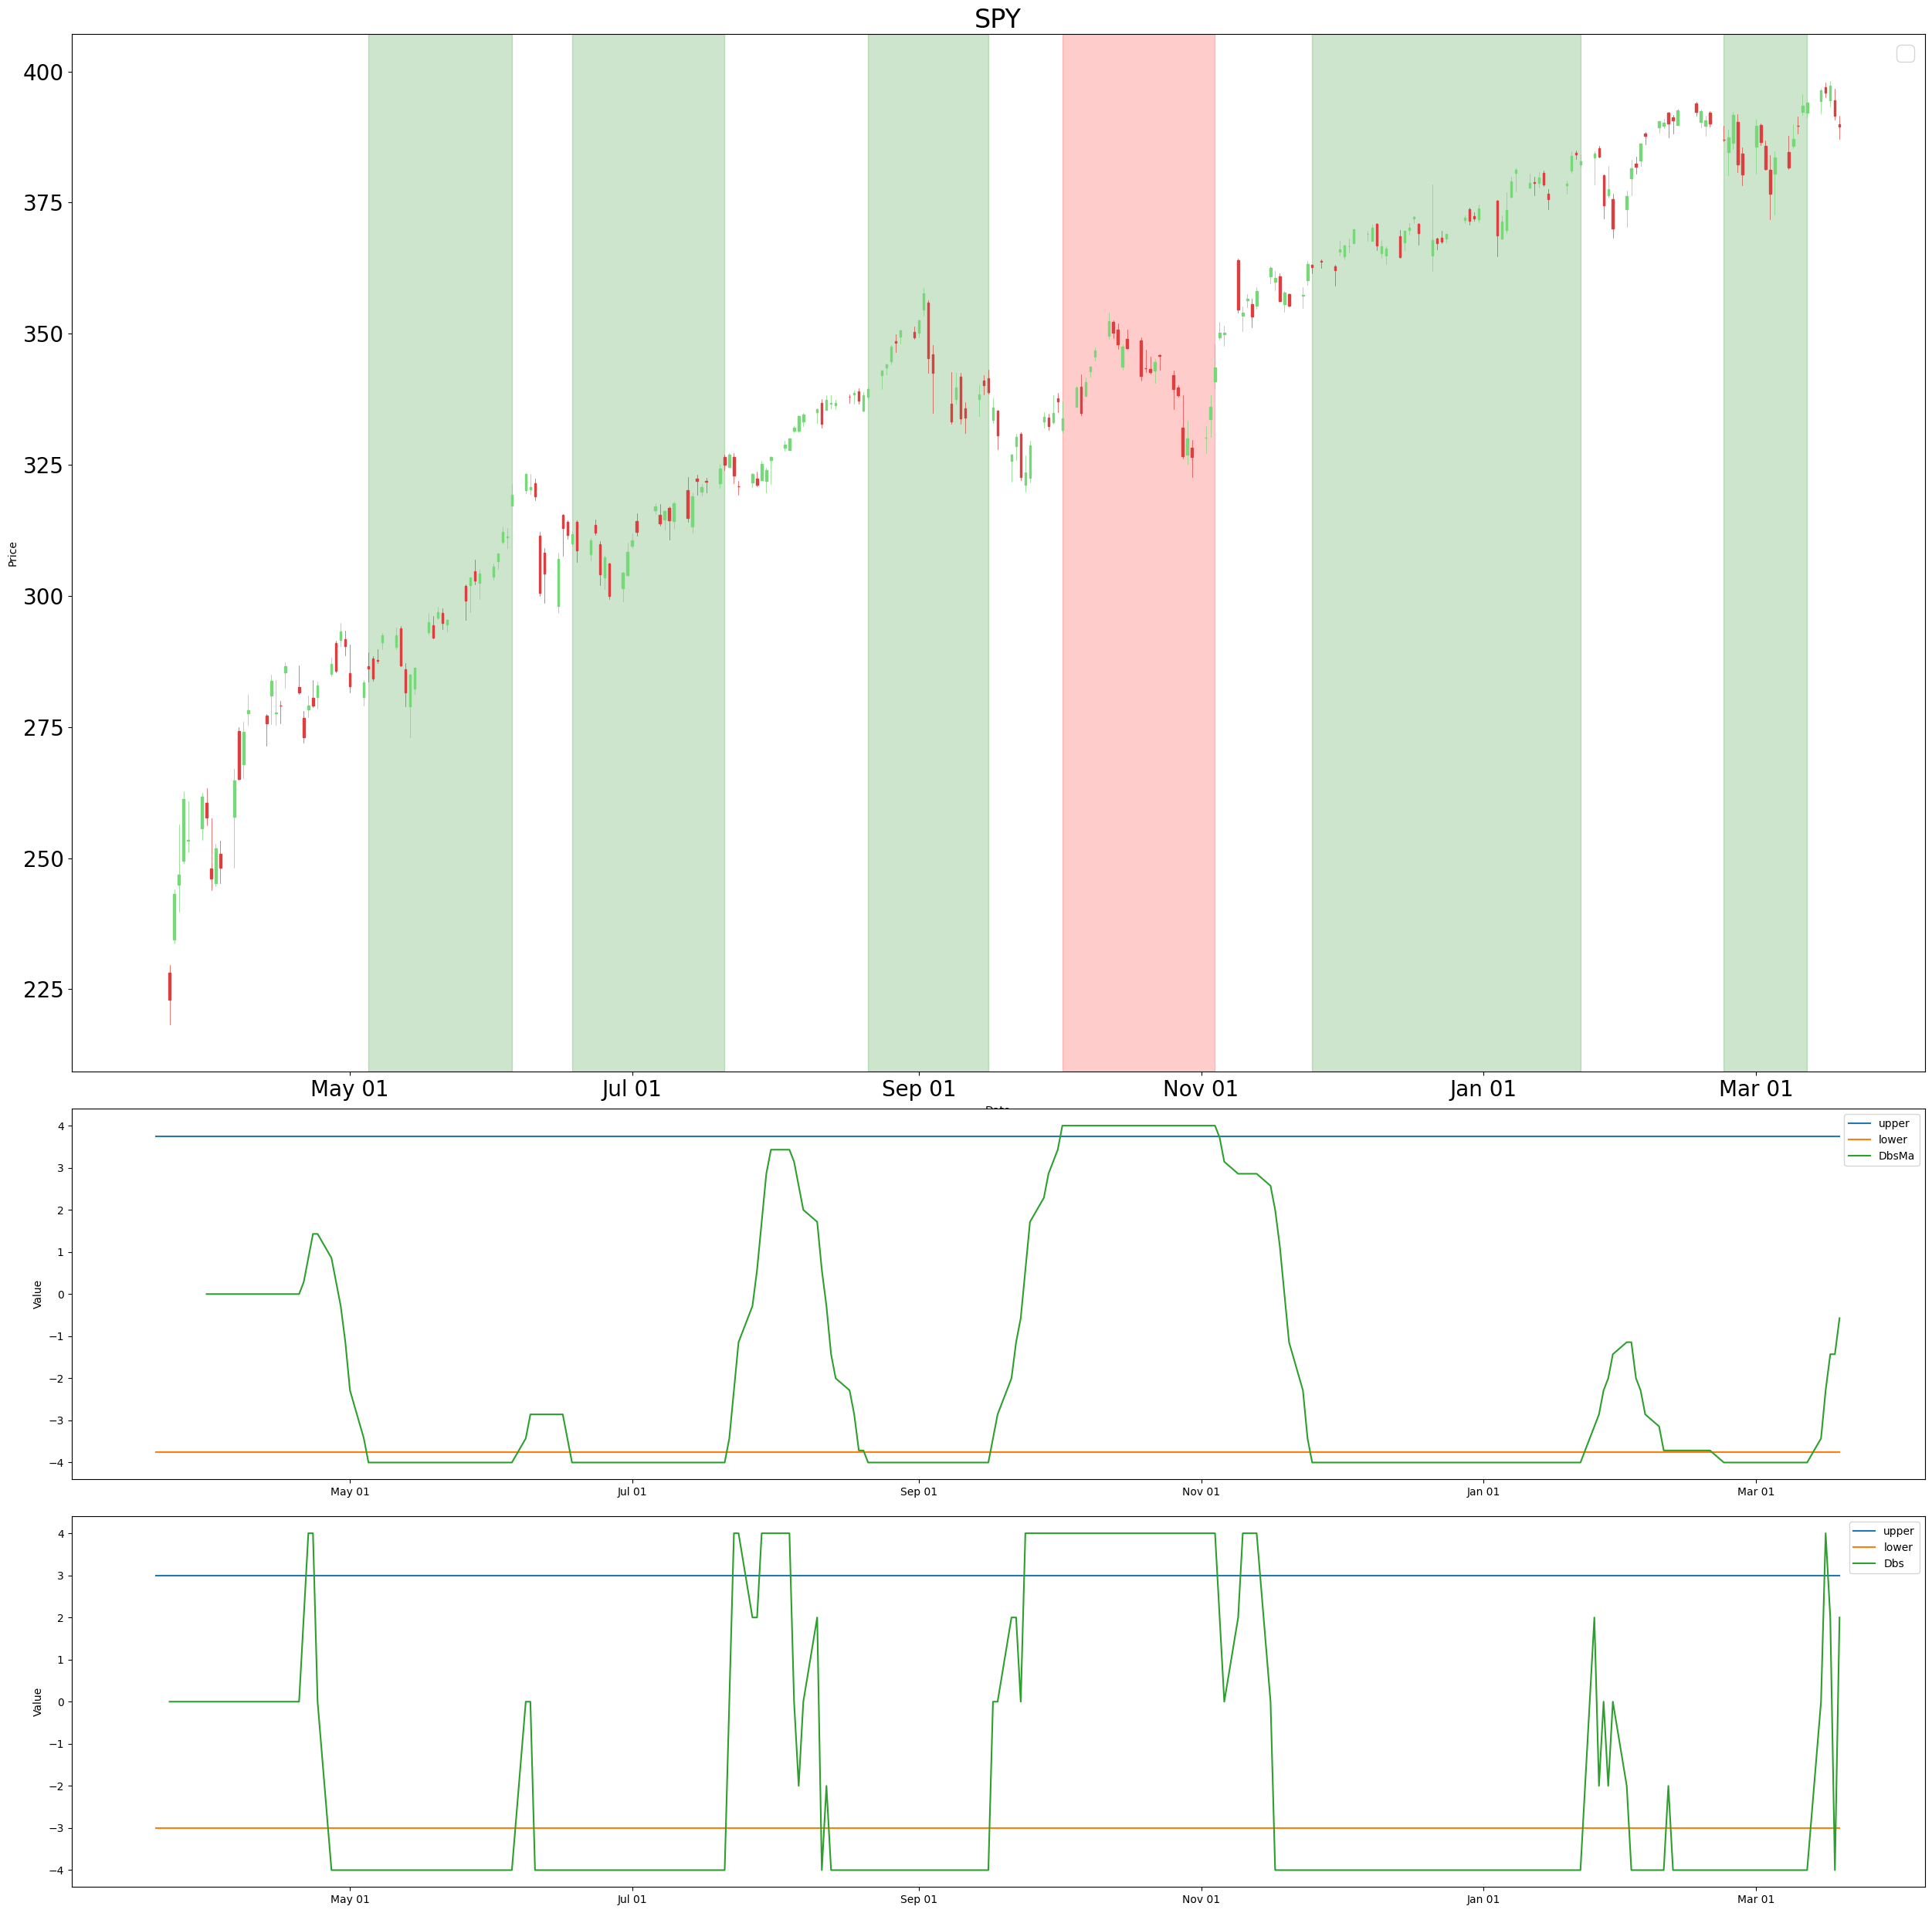 SPY
400
375
350
325
300
275
250
225
Price
May 01
Jul 01
Sep 01
Nov 01
Jan 01
Mar 01
4
3
2
1
0
−1
−2
−3
−4
Value
upper
lower
DbsMa
May 01
Jul 01
Sep 01
Nov 01
Jan 01
Mar 01
4
3
2
1
0
−1
−2
−3
−4
Value
upper
lower
Dbs
May 01
Jul 01
Sep 01
Nov 01
Jan 01
Mar 01